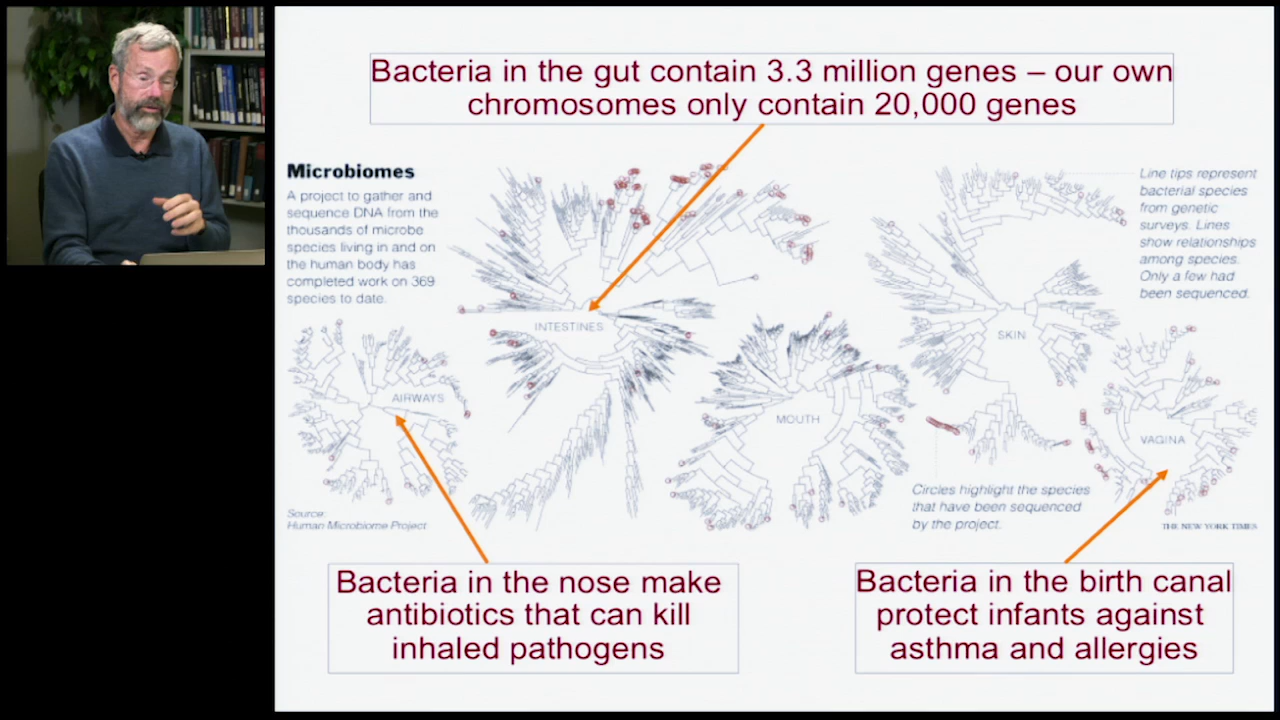 Bacteria in the gut contain 3.3 million genes – our own
chromosomes only contain 20,000 genes
Microbiomes
A project to gather and
sequence DNA from the
thousands of microbe
species living in and on
the human body has
completed work on 369
species to date.
Line tips represent
bacterial species
from genetic
surveys. Lines
show relationships
among species.
Only a few had
been sequenced.
INTESTINES
SKIN
AIRWAYS
MOUTH
VAGINA
Circles highlight the species
that have been sequenced
by the project.
Source:
Human Microbiome Project
THE NEW YORK TIMES
Bacteria in the nose make
antibiotics that can kill
inhaled pathogens
Bacteria in the birth canal
protect infants against
asthma and allergies